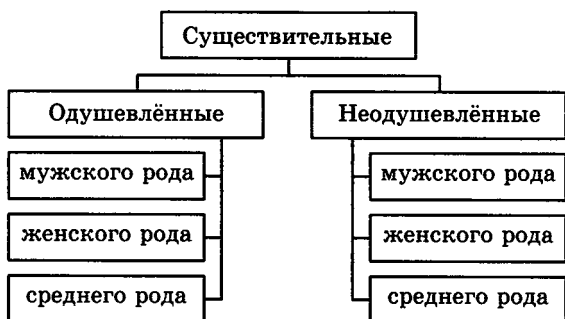 Существительные
Одушевлённые
Неодушевлённые
мужского рода
мужского рода
женского рода
женского рода
среднего рода
среднего рода